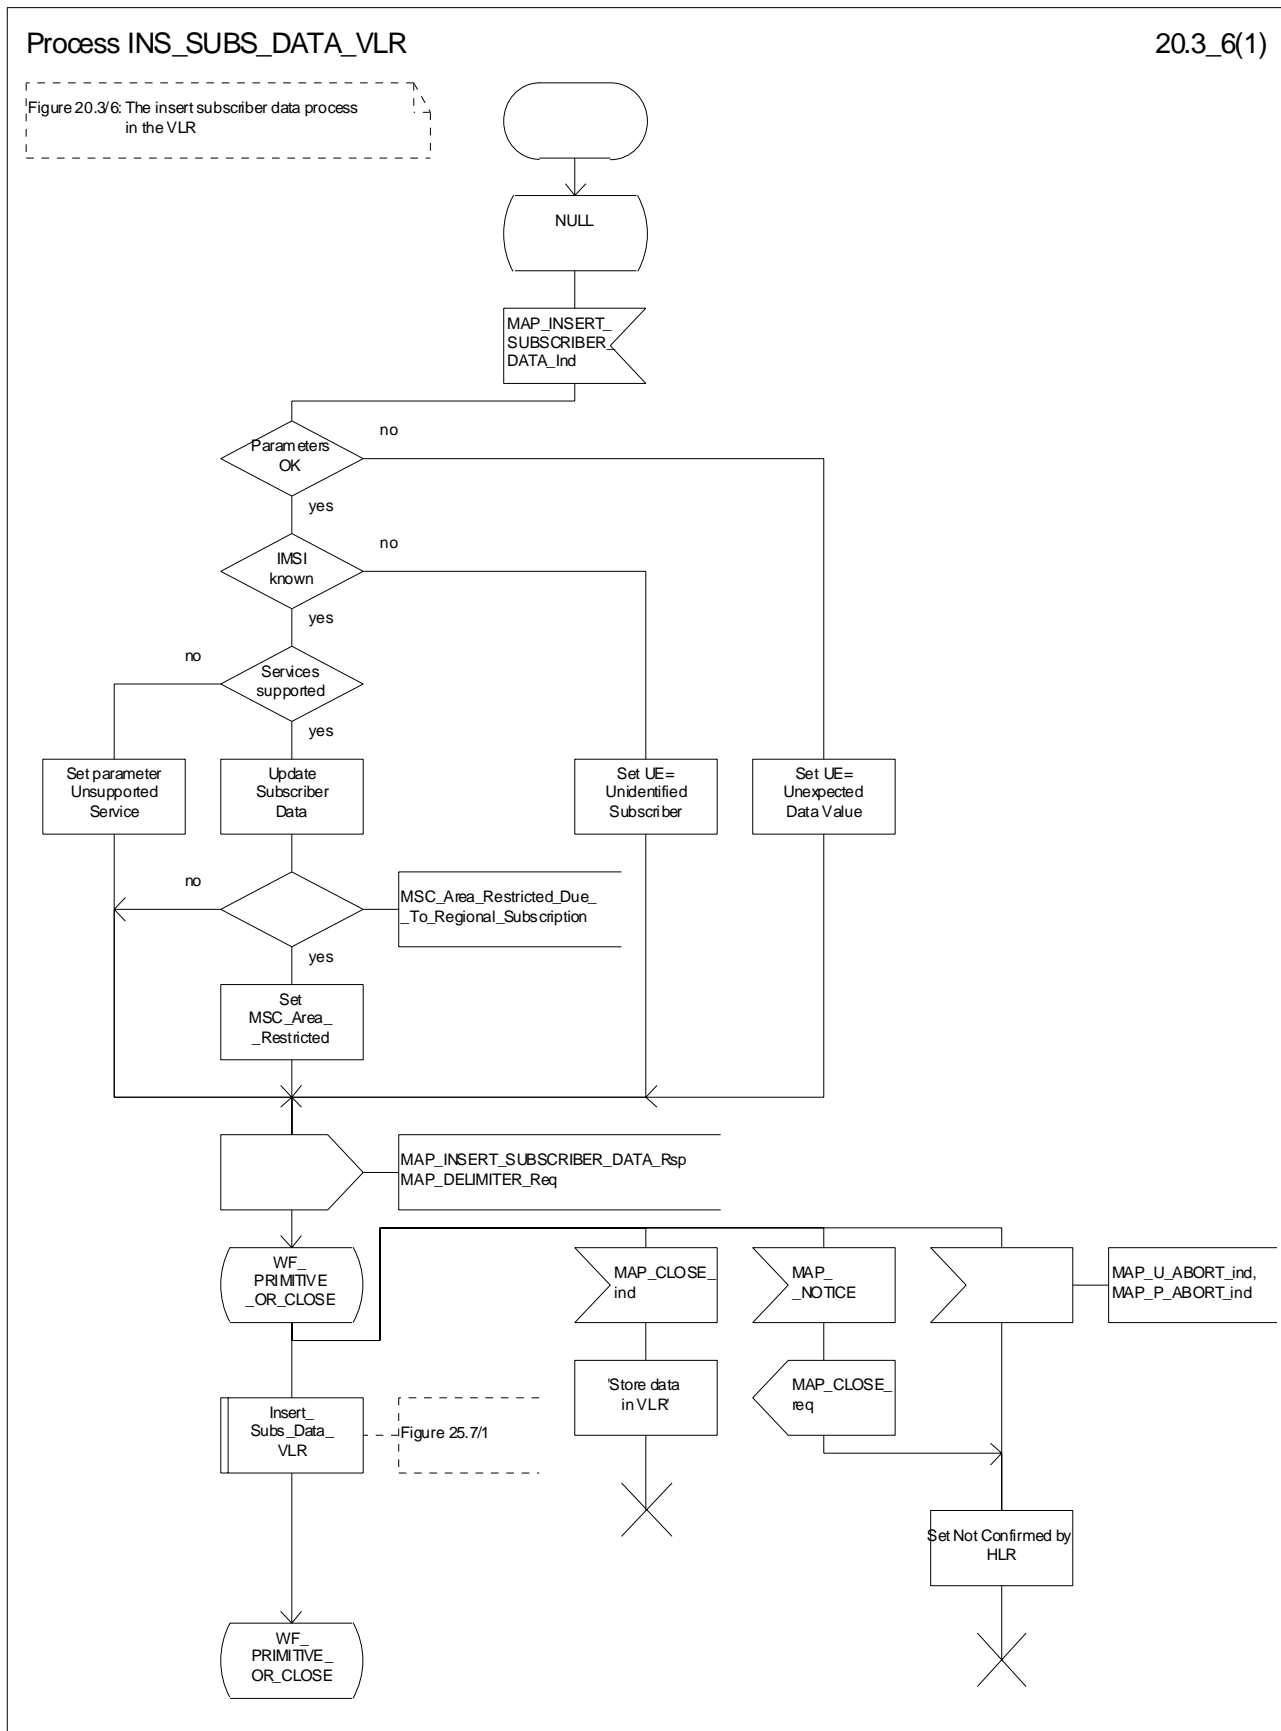 Process INS_SUBS_DATA_VLR
20.3_6(1)
Figure 20.3/6: The insert subscriber data process
in the VLR
NULL
MAP_INSERT_
SUBSCRIBER_
DATA_Ind
Parameters
OK
no
yes
IMSI
known
no
yes
Services
supported
no
yes
Set parameter
Unsupported
Service
Update
Subscriber
Data
Set UE=
Unidentified
Subscriber
Set UE=
Unexpected
Data Value
no
MSC_Area_Restricted_Due_
_To_Regional_Subscription
yes
Set
MSC_Area_
_Restricted
MAP_INSERT_SUBSCRIBER_DATA_Rsp
MAP_DELIMITER_Req
WF_
PRIMITIVE
_OR_CLOSE
MAP_CLOSE_
ind
MAP_
_NOTICE
MAP_U_ABORT_ind,
MAP_P_ABORT_ind
Insert_
Subs_Data_
VLR
Figure 25.7/1
'Store data
in VLR'
MAP_CLOSE_
req
Set Not Confirmed by
HLR
WF_
PRIMITIVE_
OR_CLOSE